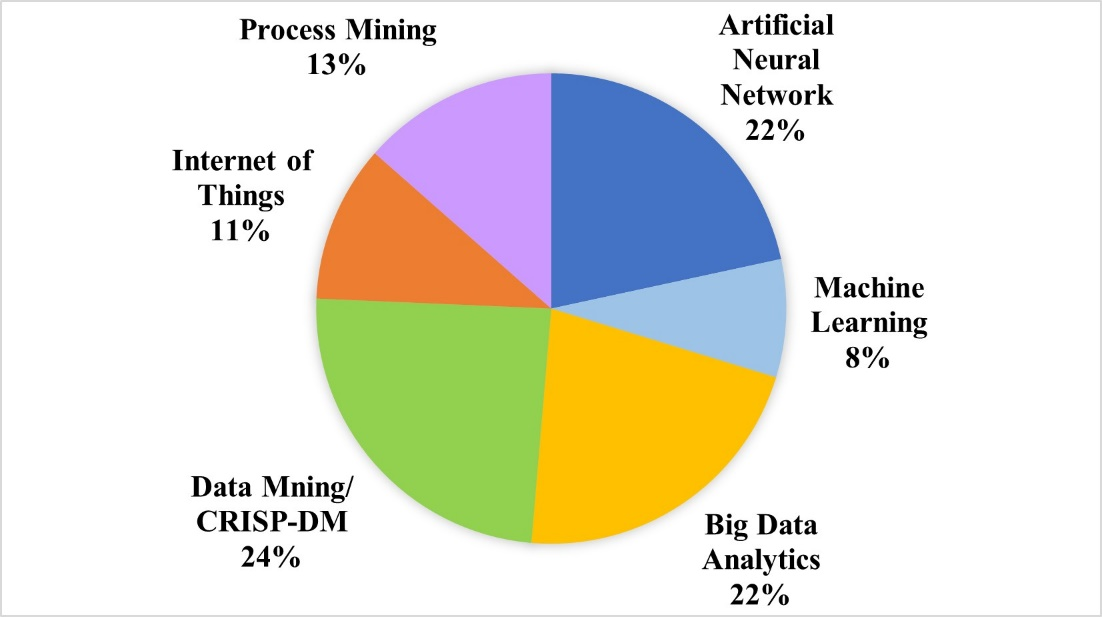 Process Mining
13%
Artificial
Neural
Network
22%
Internet of
Things
11%
Machine
Learning
8%
Data Mning/
CRISP-DM
24%
Big Data
Analytics
22%